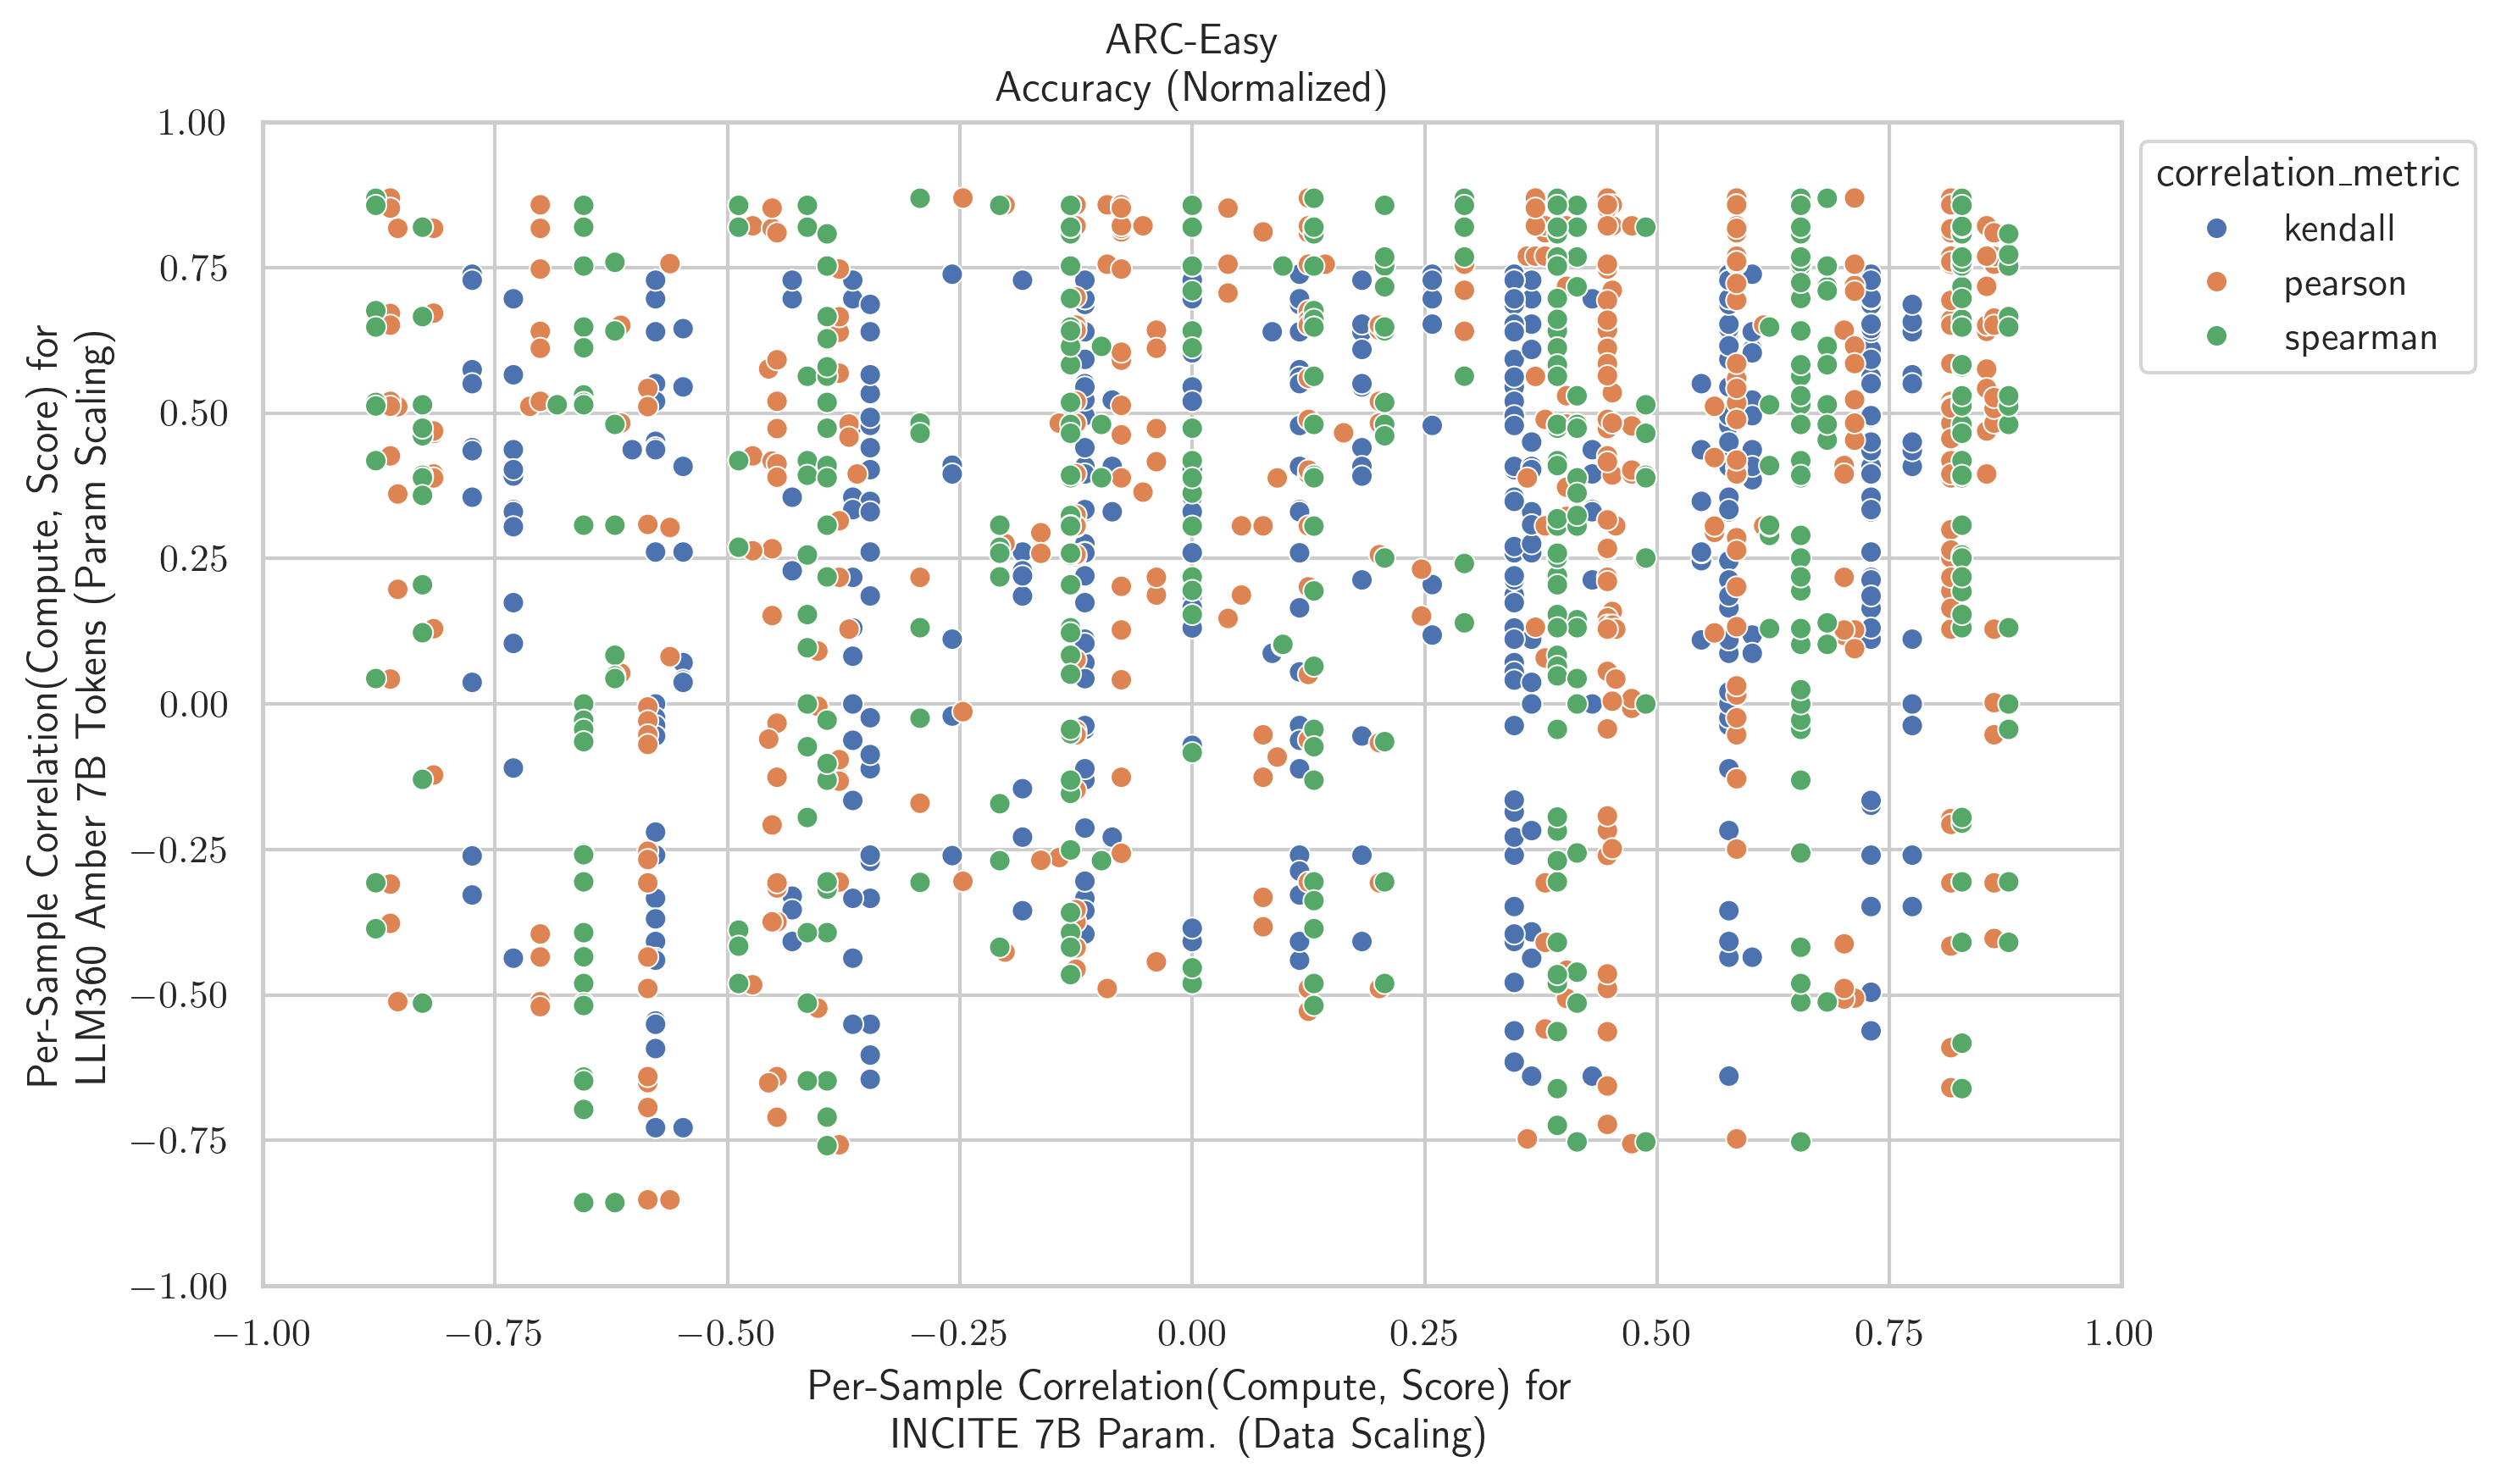 ARC-Easy
Accuracy (Normalized)
Per-Sample Correlation(Compute, Score) for
LLM360 Amber 7B Tokens (Param Scaling)
1.00
0.75
0.50
0.25
0.00
−0.25
−0.50
−0.75
−1.00
−1.00 −0.75 −0.50 −0.25 0.00 0.25 0.50 0.75 1.00
Per-Sample Correlation(Compute, Score) for
INCITE 7B Param. (Data Scaling)
correlation_metric
kendall
pearson
spearman